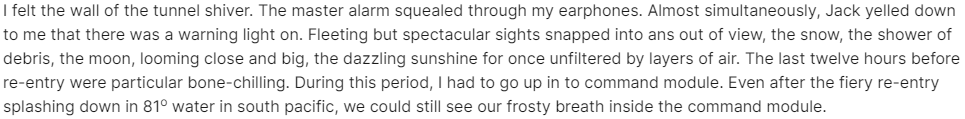 I felt the wall of the tunnel shiver. The master alarm squealed through my earphones. Almost simultaneously, Jack yelled down
to me that there was a warning light on. Fleeting but spectacular sights snapped into ans out of view, the snow, the shower of
debris, the moon, looming close and big, the dazzling sunshine for once unfiltered by layers of air. The last twelve hours before
re-entry were particular bone-chilling. During this period, I had to go up in to command module. Even after the fiery re-entry
splashing down in 81º water in south pacific, we could still see our frosty breath inside the command module.